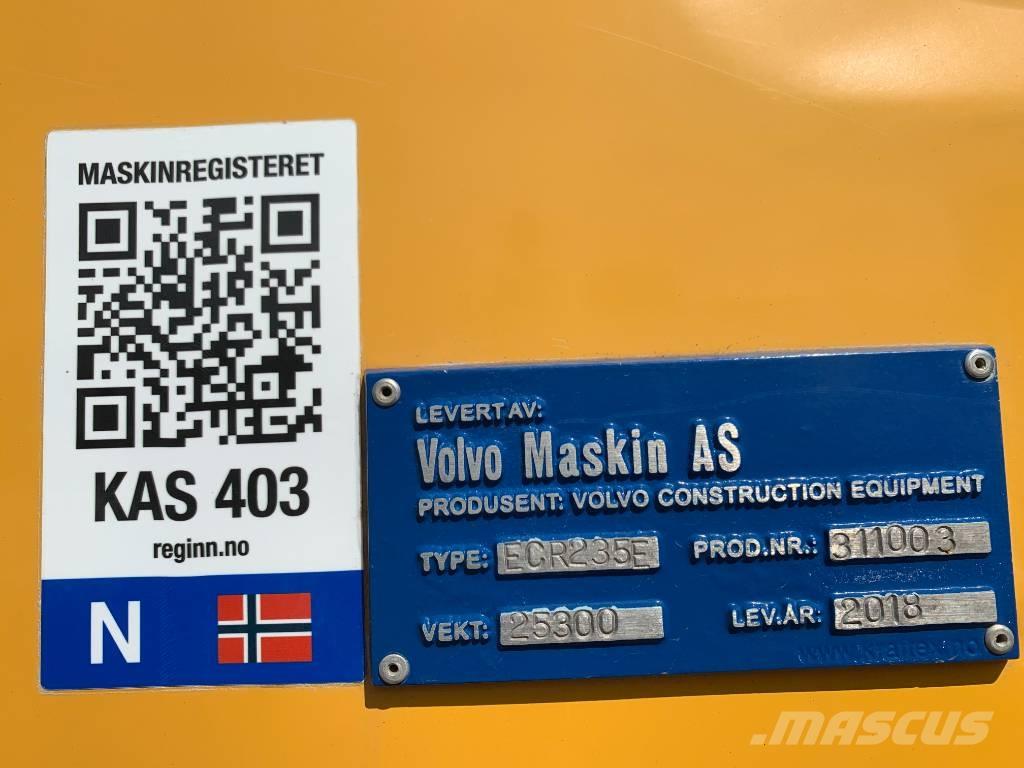 MASKINREGISTERET
KAS 403
reginn.no
N
LEVERT AV:
Volvo Maskin AS
PRODUSENT: VOLVO CONSTRUCTION EQUIPMENT
TYPE: ECR235E PROD.NR.: 311003
VEKT: 25300 LEV.ÅR: 2018
MASCUS